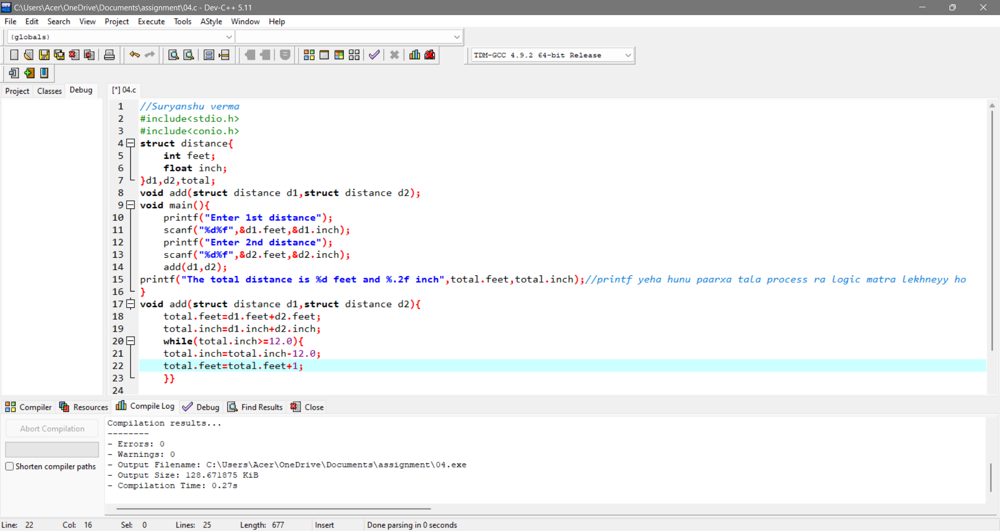 C:\Users\Acer\OneDrive\Documents\assignment\04.c - Dev-C++ 5.11
File Edit Search View Project Execute Tools AStyle Window Help
(globals)
TDM-GCC 4.9.2 64-bit Release
Project Classes Debug
[*] 04.c
1 //Suryanshu verma
2 #include<stdio.h>
3 #include<conio.h>
4 struct distance{
5 int feet;
6 float inch;
7 }d1,d2,total;
8 void add(struct distance d1,struct distance d2);
9 void main(){
10 printf("Enter 1st distance");
11 scanf("%d%f",&d1.feet,&d1.inch);
12 printf("Enter 2nd distance");
13 scanf("%d%f",&d2.feet,&d2.inch);
14 add(d1,d2);
15 printf("The total distance is %d feet and %.2f inch",total.feet,total.inch);//printf yeha hunu paarxa tala process ra logic matra lekhneyy ho
16 }
17 void add(struct distance d1,struct distance d2){
18 total.feet=d1.feet+d2.feet;
19 total.inch=d1.inch+d2.inch;
20 while(total.inch>=12.0){
21 total.inch=total.inch-12.0;
22 total.feet=total.feet+1;
23 }}
24
Compiler Resources Compile Log Debug Find Results Close
Abort Compilation
Shorten compiler paths
Compilation results...
--------
- Errors: 0
- Warnings: 0
- Output Filename: C:\Users\Acer\OneDrive\Documents\assignment\04.exe
- Output Size: 128.671875 KiB
- Compilation Time: 0.27s
Line: 22 Col: 16 Sel: 0 Lines: 25 Length: 677 Insert Done parsing in 0 seconds